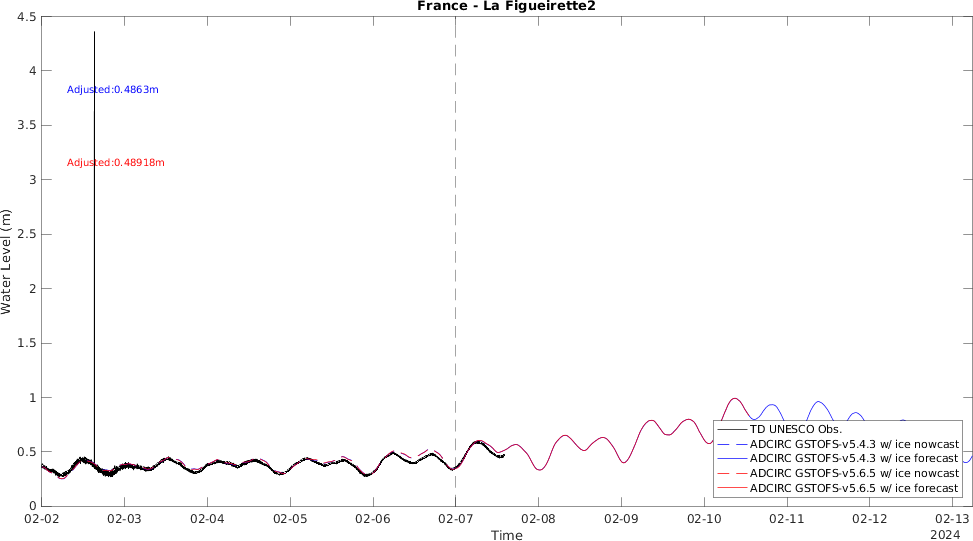 France - La Figueirette2
4.5
4
3.5
3
2.5
2
1.5
1
0.5
0
Water Level (m)
Adjusted:0.4863m
Adjusted:0.48918m
TD UNESCO Obs.
ADCIRC GSTOFS-v5.4.3 w/ ice nowcast
ADCIRC GSTOFS-v5.4.3 w/ ice forecast
ADCIRC GSTOFS-v5.6.5 w/ ice nowcast
ADCIRC GSTOFS-v5.6.5 w/ ice forecast
02-02 02-03 02-04 02-05 02-06 02-07 02-08 02-09 02-10 02-11 02-12 02-13
Time
2024